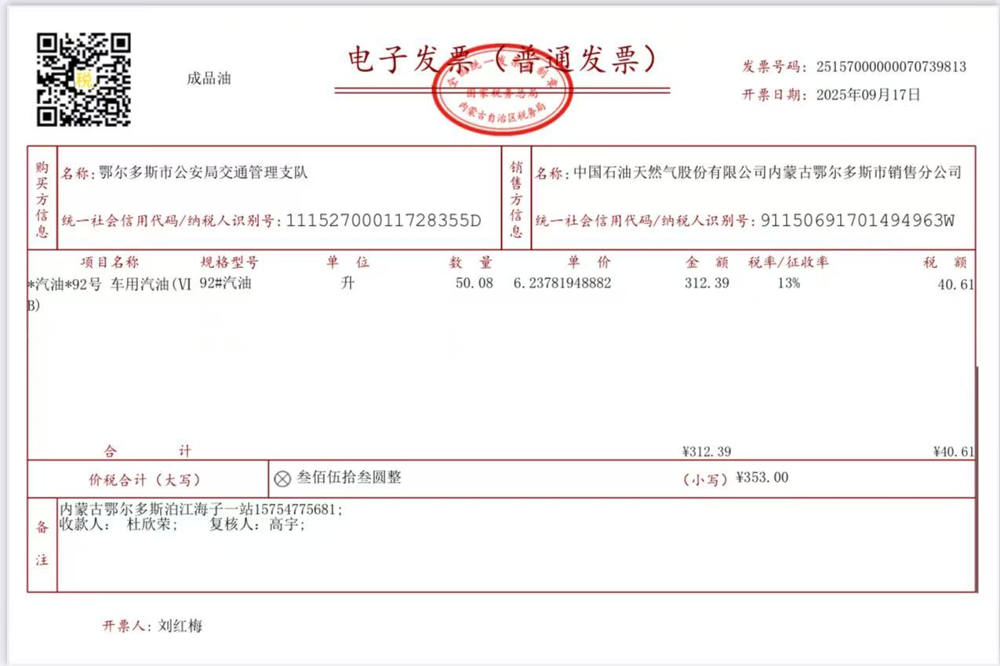 税
成品油
电子发票（普通发票）
全国统一发票监制章
国家税务总局
内蒙古自治区税务局
发票号码：25157000000070739813
开票日期：2025年09月17日
购买方信息
名称：鄂尔多斯市公安局交通管理支队
统一社会信用代码/纳税人识别号：11152700011728355D
销售方信息
名称：中国石油天然气股份有限公司内蒙古鄂尔多斯市销售分公司
统一社会信用代码/纳税人识别号：91150691701494963W
项目名称 规格型号 单 位 数 量 单 价 金 额 税率/征收率 税 额
*汽油*92号 车用汽油(VI 92#汽油 升 50.08 6.23781948882 312.39 13% 40.61
B)
合 计 ¥312.39 ¥40.61
价税合计（大写） ⊗ 叁佰伍拾叁圆整 （小写）¥353.00
备注
内蒙古鄂尔多斯泊江海子一站15754775681;
收款人： 杜欣荣; 复核人：高宇;
开票人：刘红梅